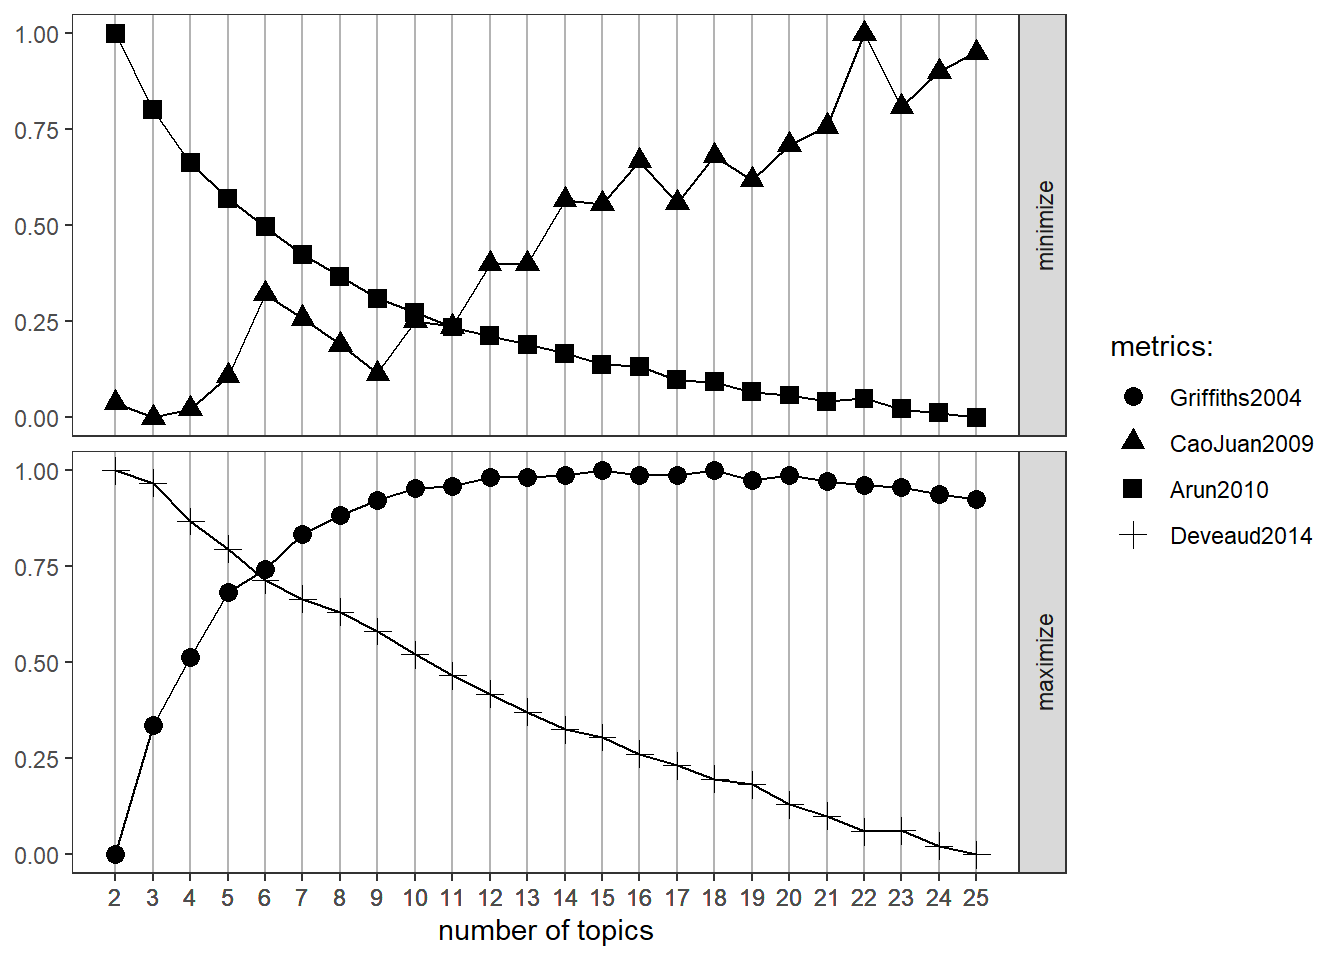 1.00
0.75
0.50
0.25
0.00
minimize
1.00
0.75
0.50
0.25
0.00
maximize
2 3 4 5 6 7 8 9 10 11 12 13 14 15 16 17 18 19 20 21 22 23 24 25
number of topics
metrics:
Griffiths2004
CaoJuan2009
Arun2010
Deveaud2014